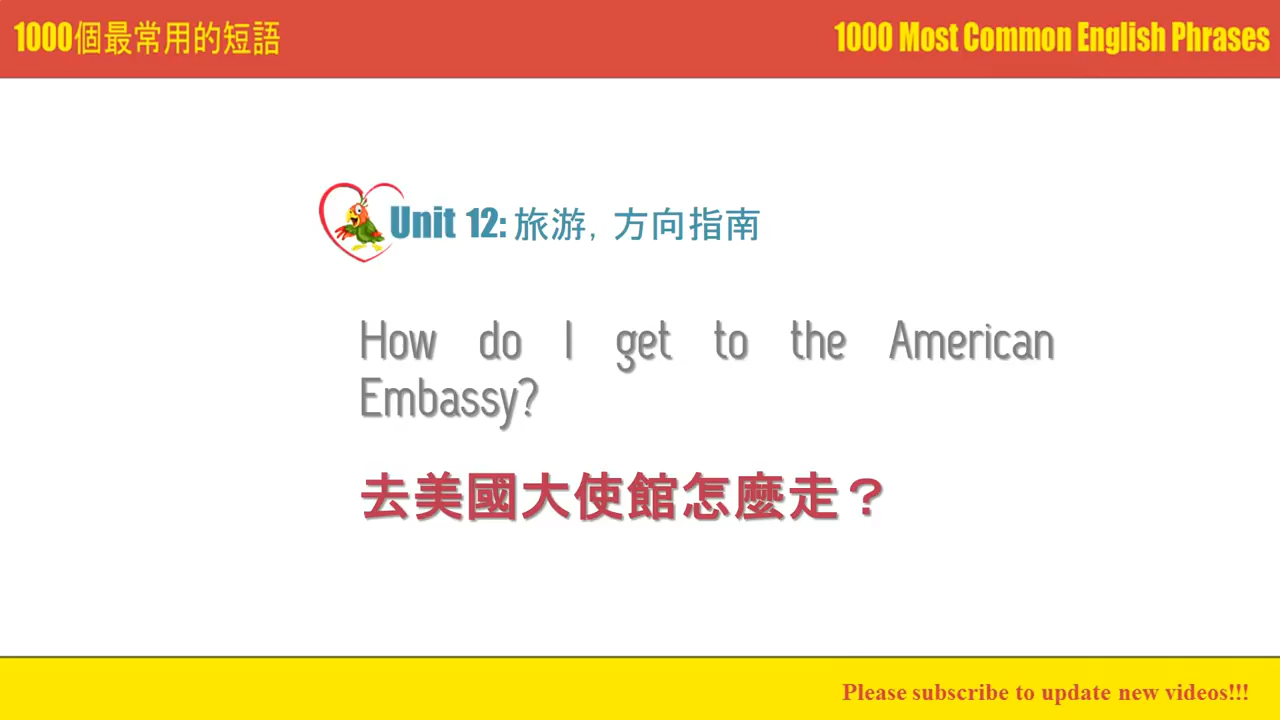 1000個最常用的短語
1000 Most Common English Phrases
Unit 12: 旅游, 方向指南
How do I get to the American
Embassy?
去美國大使館怎麼走？
Please subscribe to update new videos!!!